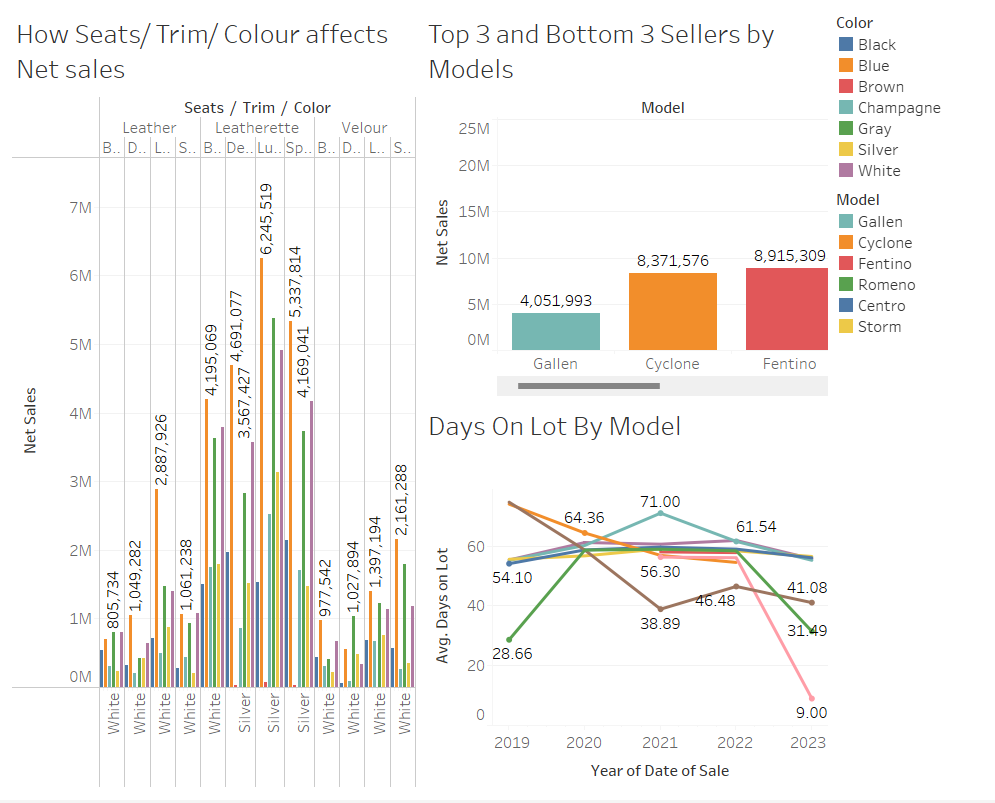 How Seats/ Trim/ Colour affects
Net sales
Seats / Trim / Color
Leather Leatherette Velour
B.. D.. L.. S.. B.. De.. Lu.. Sp.. B.. D.. L.. S..
Net Sales
7M
6M
5M
4M
3M
2M
1M
0M
805,734
1,049,282
2,887,926
1,061,238
4,195,069
4,691,077
3,567,427
6,245,519
5,337,814
4,169,041
977,542
1,027,894
1,397,194
2,161,288
White White White White White Silver Silver Silver White White White White
Top 3 and Bottom 3 Sellers by
Models
Model
Net Sales
25M
20M
15M
10M
5M
0M
4,051,993
8,371,576
8,915,309
Gallen Cyclone Fentino
Days On Lot By Model
Avg. Days on Lot
60
40
20
0
54.10
28.66
64.36
71.00
56.30
38.89
61.54
46.48
41.08
31.49
9.00
2019 2020 2021 2022 2023
Year of Date of Sale
Color
Black
Blue
Brown
Champagne
Gray
Silver
White
Model
Gallen
Cyclone
Fentino
Romeno
Centro
Storm